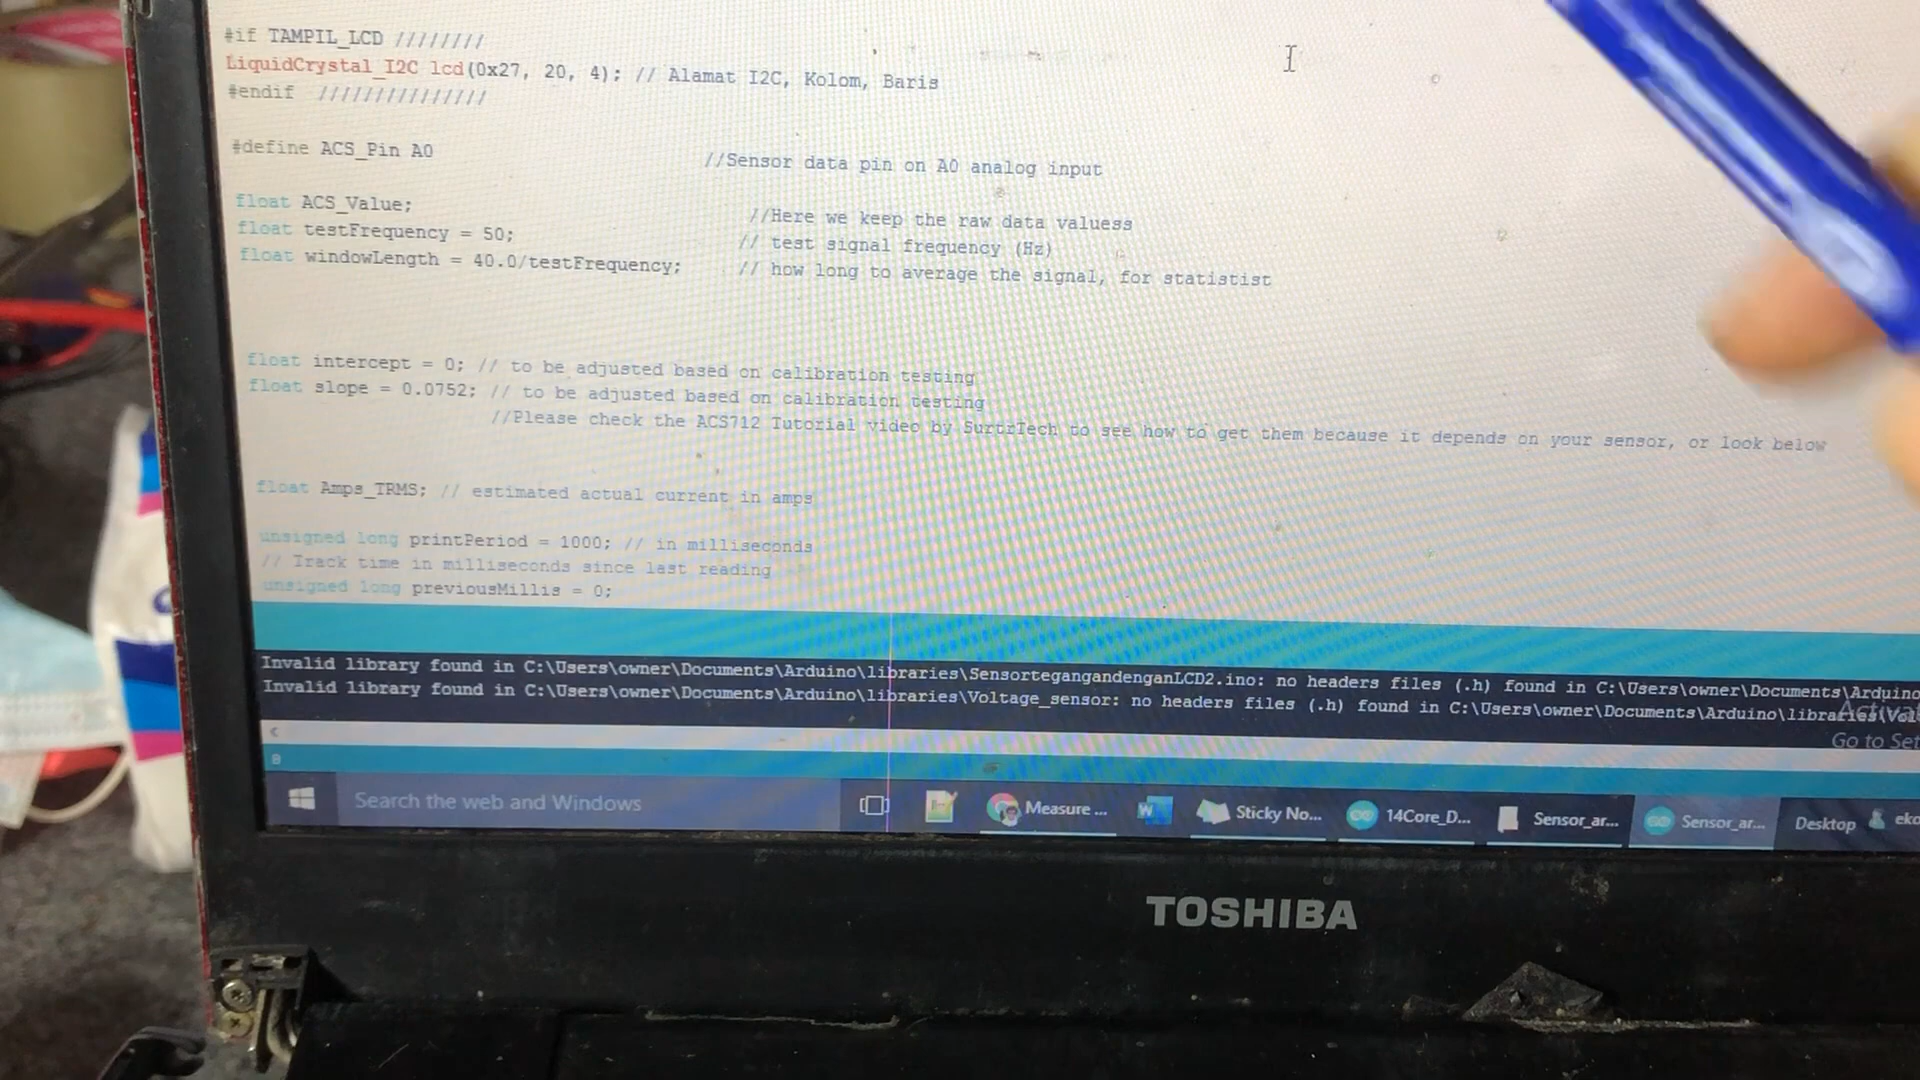 #if TAMPIL_LCD ////////
LiquidCrystal_I2C lcd(0x27, 20, 4); // Alamat I2C, Kolom, Baris
#endif ///////////////
#define ACS_Pin A0 //Sensor data pin on A0 analog input
float ACS_Value; //Here we keep the raw data valuess
float testFrequency = 50; // test signal frequency (Hz)
float windowLength = 40.0/testFrequency; // how long to average the signal, for statistist
float intercept = 0; // to be adjusted based on calibration testing
float slope = 0.0752; // to be adjusted based on calibration testing
//Please check the ACS712 Tutorial video by SurtrTech to see how to get them because it depends on your sensor, or look below
float Amps_TRMS; // estimated actual current in amps
unsigned long printPeriod = 1000; // in milliseconds
// Track time in milliseconds since last reading
unsigned long previousMillis = 0;
Invalid library found in C:\Users\owner\Documents\Arduino\libraries\SensortegangandenganLCD2.ino: no headers files (.h) found in C:\Users\owner\Documents\Arduino
Invalid library found in C:\Users\owner\Documents\Arduino\libraries\Voltage_sensor: no headers files (.h) found in C:\Users\owner\Documents\Arduino\libraries\Vol
Activat
Go to Set
8
Search the web and Windows
Measure ...
W
Sticky No...
14Core_D...
Sensor_ar...
Sensor_ar...
Desktop
eko
TOSHIBA